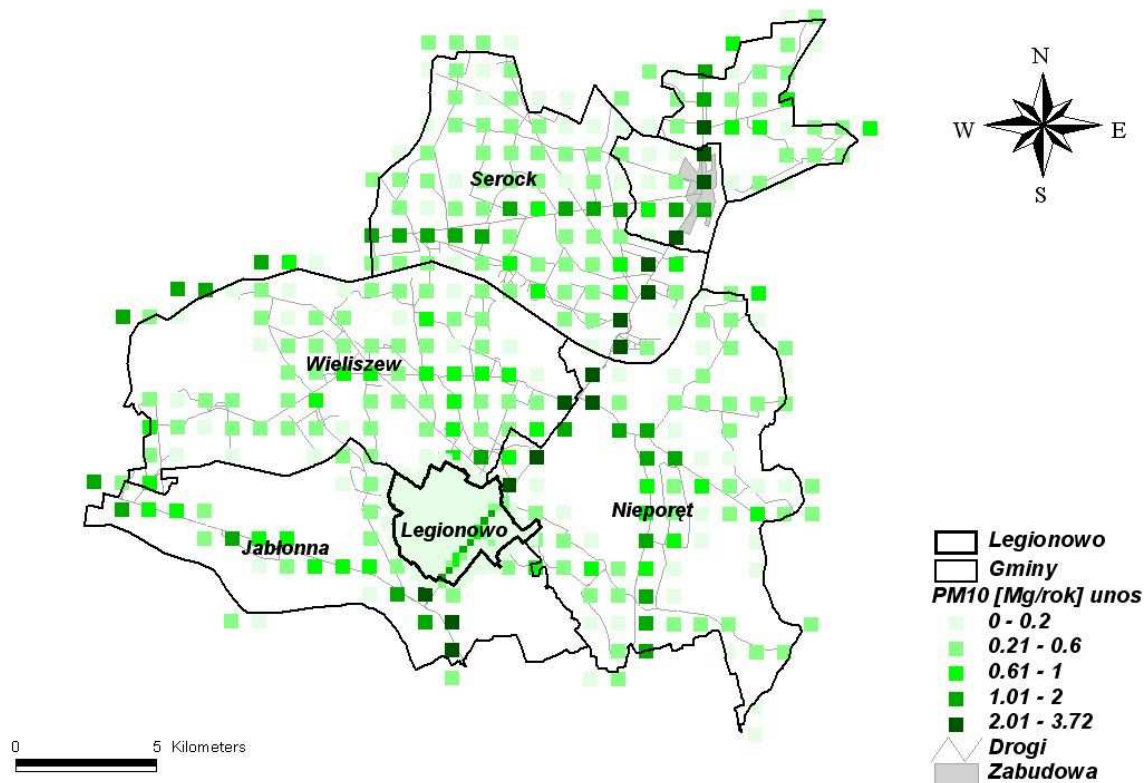 N
W E
S
Serock
Wieliszew
Legionowo
Nieporęt
Jabłonna
Legionowo
Gminy
PM10 [Mg/rok] unos
0 - 0.2
0.21 - 0.6
0.61 - 1
1.01 - 2
2.01 - 3.72
Drogi
Zabudowa
0 5 Kilometers